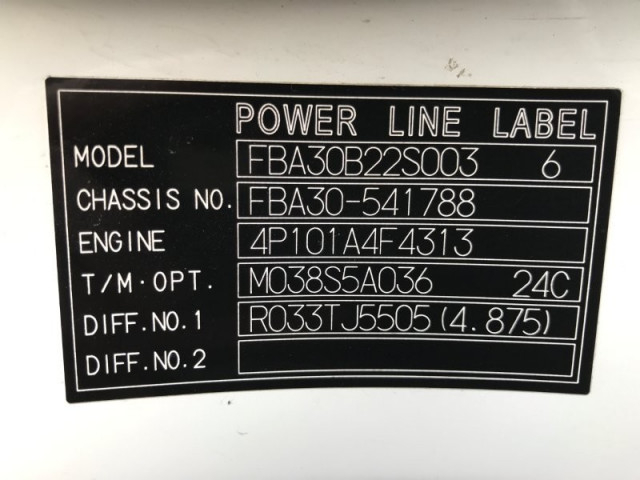 POWER LINE LABEL
MODEL FBA30B22S003 6
CHASSIS NO. FBA30-541788
ENGINE 4P101A4F4313
T/M·OPT. M038S5A036 24C
DIFF.NO.1 R033TJ5505(4.875)
DIFF.NO.2